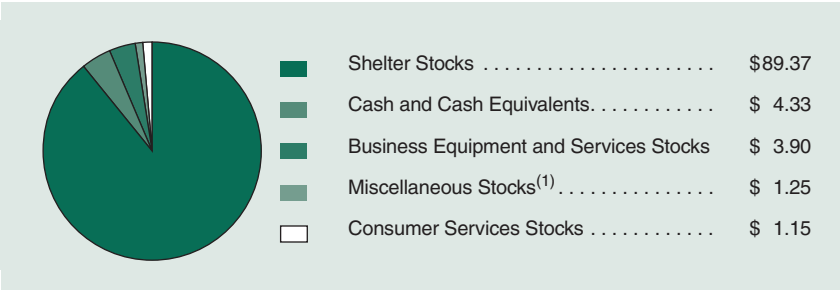 Shelter Stocks ...................... $89.37
Cash and Cash Equivalents............ $ 4.33
Business Equipment and Services Stocks $ 3.90
Miscellaneous Stocks(1)............... $ 1.25
Consumer Services Stocks ............ $ 1.15